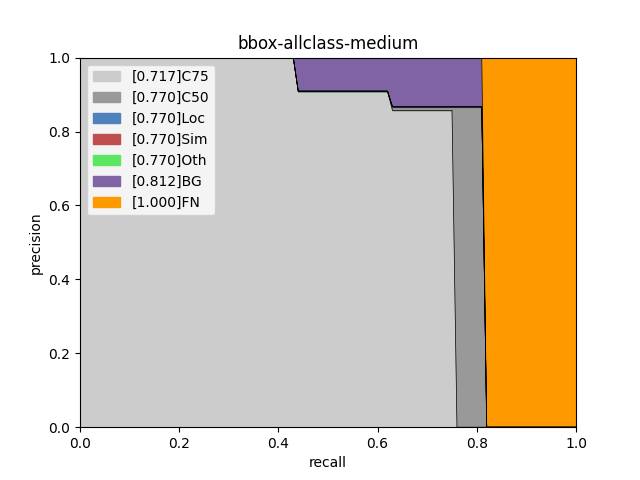 bbox-allclass-medium
1.0
0.8
0.6
0.4
0.2
0.0
precision
[0.717]C75
[0.770]C50
[0.770]Loc
[0.770]Sim
[0.770]Oth
[0.812]BG
[1.000]FN
0.0 0.2 0.4 0.6 0.8 1.0
recall